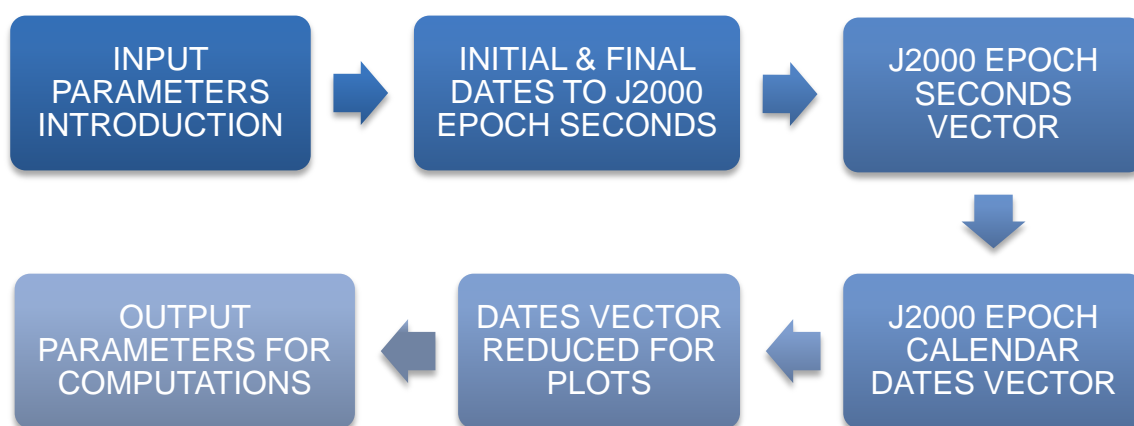 INPUT
PARAMETERS
INTRODUCTION
INITIAL & FINAL
DATES TO J2000
EPOCH SECONDS
J2000 EPOCH
SECONDS
VECTOR
J2000 EPOCH
CALENDAR
DATES VECTOR
DATES VECTOR
REDUCED FOR
PLOTS
OUTPUT
PARAMETERS FOR
COMPUTATIONS